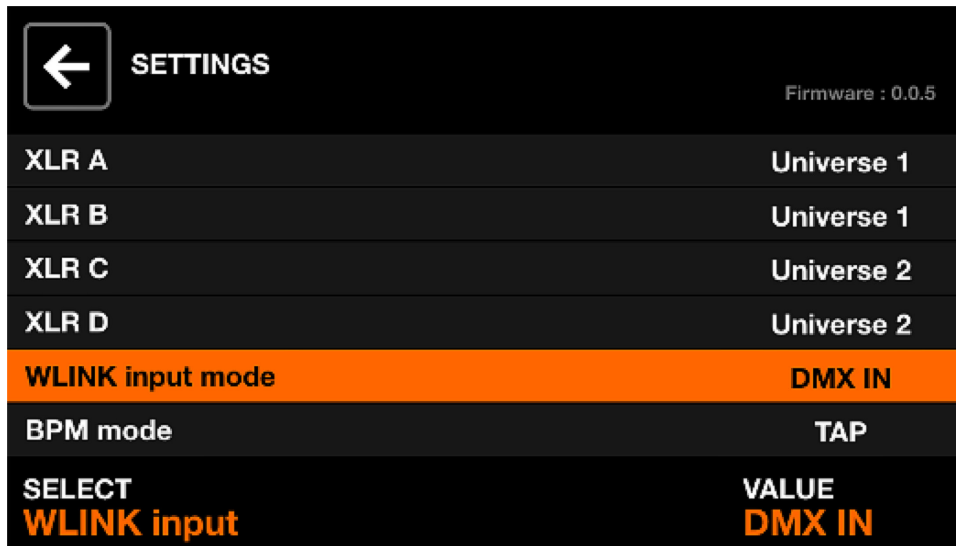 SETTINGS
Firmware : 0.0.5
XLR A Universe 1
XLR B Universe 1
XLR C Universe 2
XLR D Universe 2
WLINK input mode DMX IN
BPM mode TAP
SELECT VALUE
WLINK input DMX IN